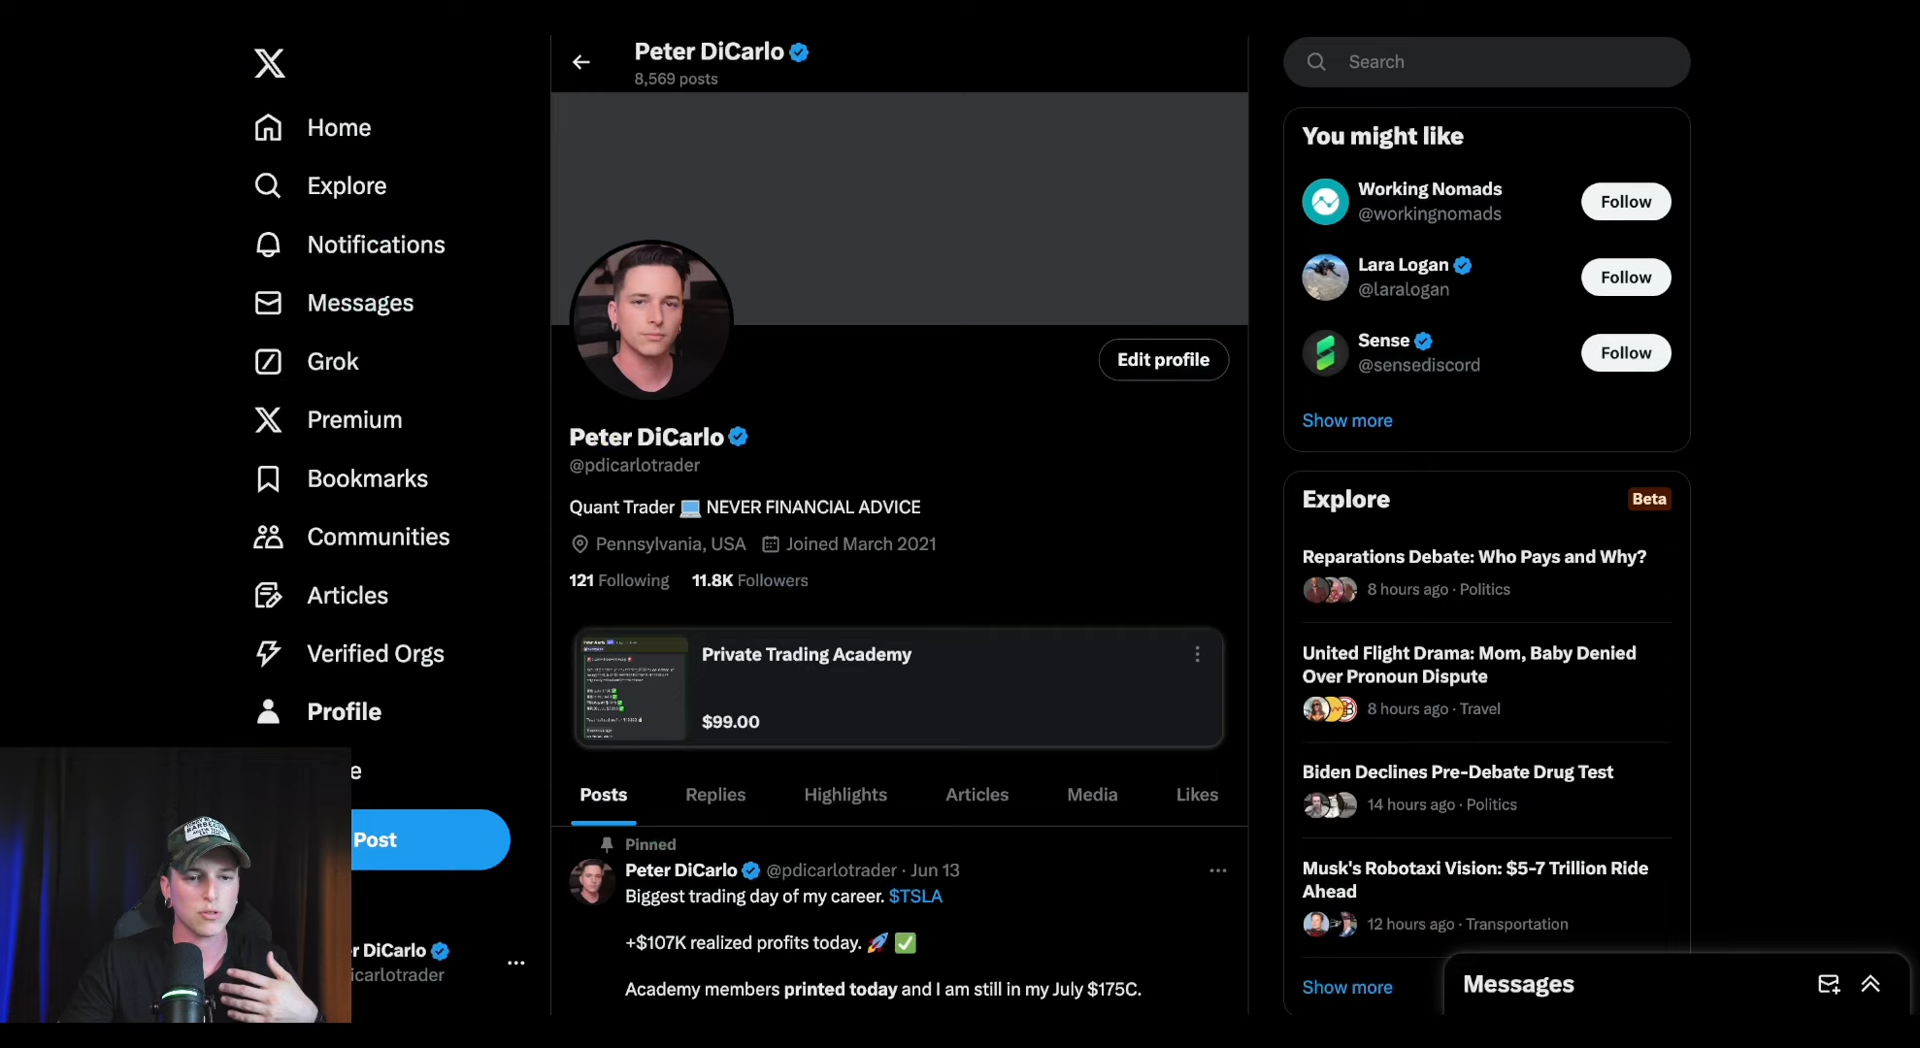 Home
Explore
Notifications
Messages
Grok
Premium
Bookmarks
Communities
Articles
Verified Orgs
Profile
e
Post
r DiCarlo
icarlotrader
Peter DiCarlo
8,569 posts
Edit profile
Peter DiCarlo
@pdicarlotrader
Quant Trader 💻 NEVER FINANCIAL ADVICE
Pennsylvania, USA Joined March 2021
121 Following 11.8K Followers
Private Trading Academy
$99.00
Posts Replies Highlights Articles Media Likes
Pinned
Peter DiCarlo @pdicarlotrader · Jun 13
Biggest trading day of my career. $TSLA
+$107K realized profits today. 🚀 ✅
Academy members printed today and I am still in my July $175C.
Search
You might like
Working Nomads
@workingnomads
Follow
Lara Logan
@laralogan
Follow
Sense
@sensediscord
Follow
Show more
Explore Beta
Reparations Debate: Who Pays and Why?
8 hours ago · Politics
United Flight Drama: Mom, Baby Denied
Over Pronoun Dispute
8 hours ago · Travel
Biden Declines Pre-Debate Drug Test
14 hours ago · Politics
Musk's Robotaxi Vision: $5-7 Trillion Ride
Ahead
12 hours ago · Transportation
Show more
Messages